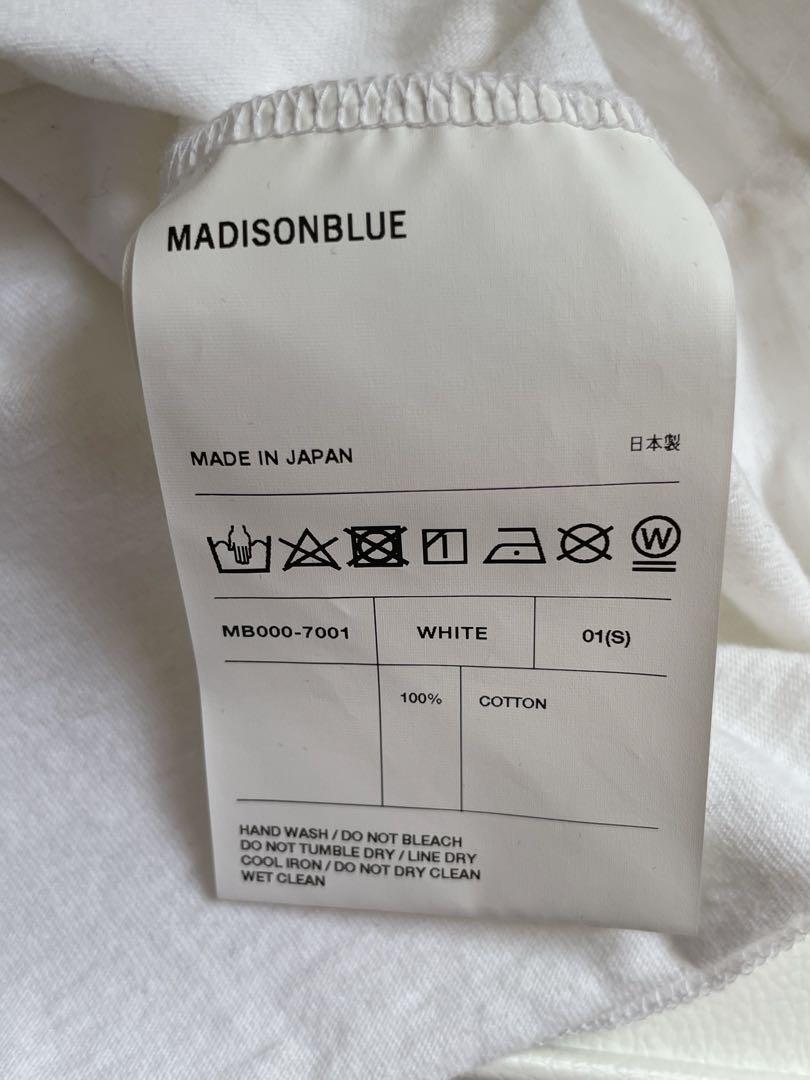 MADISONBLUE
MADE IN JAPAN 日本製
W
MB000-7001 WHITE 01(S)
100% COTTON
HAND WASH / DO NOT BLEACH
DO NOT TUMBLE DRY / LINE DRY
COOL IRON / DO NOT DRY CLEAN
WET CLEAN